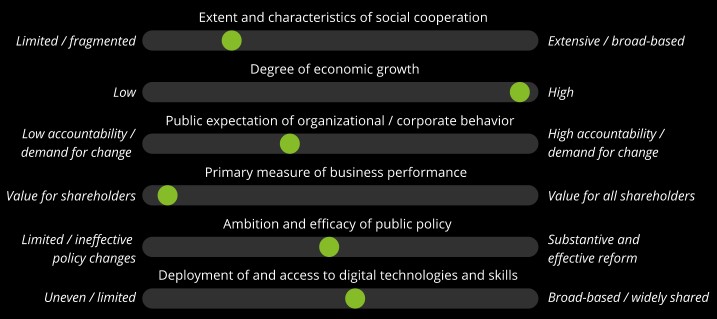 Extent and characteristics of social cooperation
Limited / fragmented
Extensive / broad-based
Degree of economic growth
Low
High
Public expectation of organizational / corporate behavior
Low accountability /
demand for change
High accountability /
demand for change
Primary measure of business performance
Value for shareholders
Value for all shareholders
Ambition and efficacy of public policy
Limited / ineffective
policy changes
Substantive and
effective reform
Deployment of and access to digital technologies and skills
Uneven / limited
Broad-based / widely shared